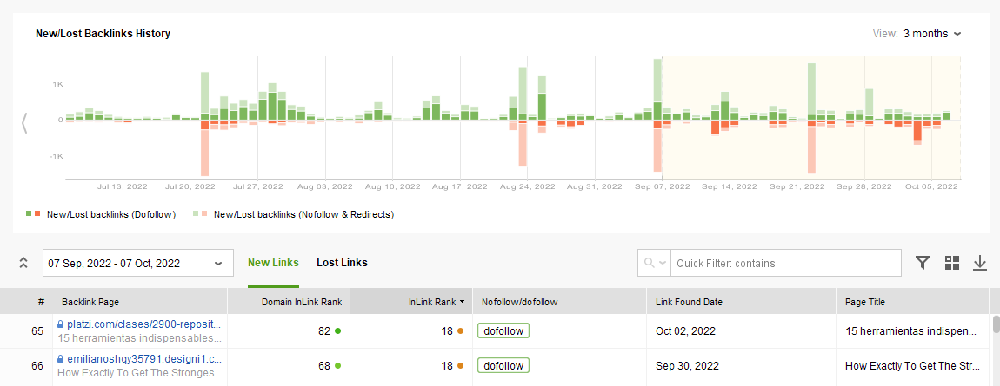 New/Lost Backlinks History
View: 3 months
1K
0
-1K
Jul 13, 2022 Jul 20, 2022 Jul 27, 2022 Aug 03, 2022 Aug 10, 2022 Aug 17, 2022 Aug 24, 2022 Aug 31, 2022 Sep 07, 2022 Sep 14, 2022 Sep 21, 2022 Sep 28, 2022 Oct 05, 2022
New/Lost backlinks (Dofollow) New/Lost backlinks (Nofollow & Redirects)
07 Sep, 2022 - 07 Oct, 2022 New Links Lost Links Quick Filter: contains
# Backlink Page Domain InLink Rank InLink Rank Nofollow/dofollow Link Found Date Page Title
65 platzi.com/clases/2900-reposit... 82 18 dofollow Oct 02, 2022 15 herramientas indispen...
15 herramientas indispensables...
66 emilianoshqy35791.designi1.c... 68 18 dofollow Sep 30, 2022 How Exactly To Get The Str...
How Exactly To Get The Stronges...